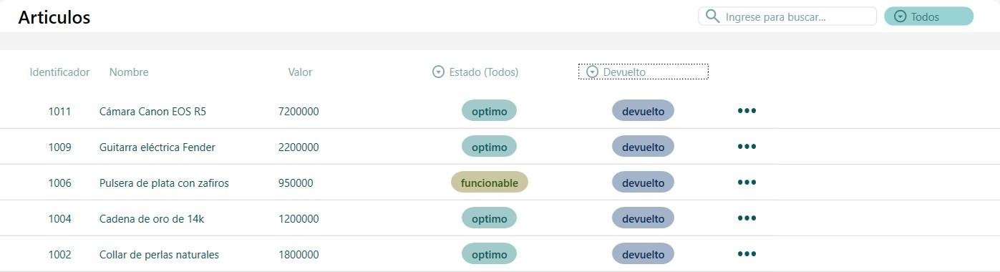 Articulos Ingrese para buscar... Todos
Identificador Nombre Valor Estado (Todos) Devuelto
1011 Cámara Canon EOS R5 7200000 optimo devuelto
1009 Guitarra eléctrica Fender 2200000 optimo devuelto
1006 Pulsera de plata con zafiros 950000 funcionable devuelto
1004 Cadena de oro de 14k 1200000 optimo devuelto
1002 Collar de perlas naturales 1800000 optimo devuelto